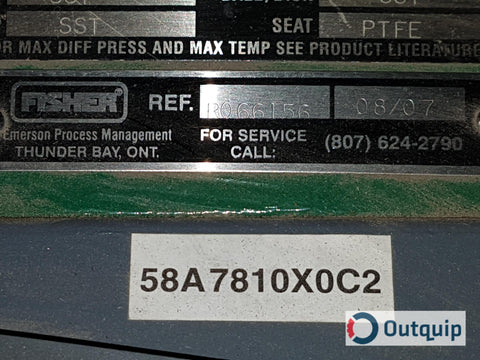 SST SEAT PTFE
OR MAX DIFF PRESS AND MAX TEMP SEE PRODUCT LITERATURE
FISHER REF. R066156 08/07
Emerson Process Management FOR SERVICE (807) 624-2790
THUNDER BAY, ONT. CALL:
58A7810X0C2
Outquip